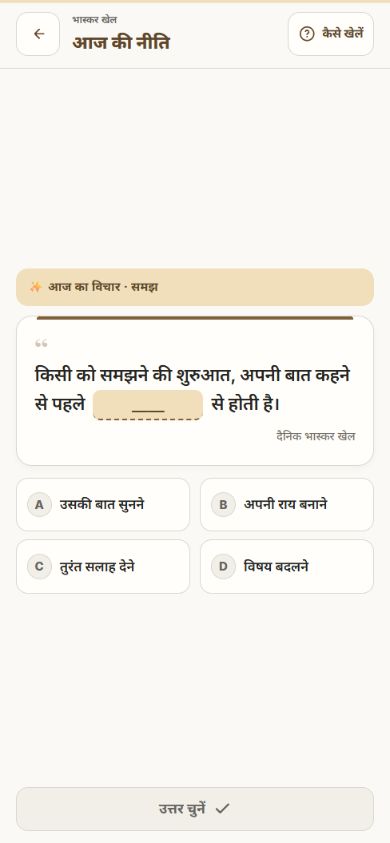 भास्कर खेल
आज की नीति
कैसे खेलें
✨ आज का विचार · समझ
“
किसी को समझने की शुरुआत, अपनी बात कहने
से पहले ____ से होती है।
दैनिक भास्कर खेल
A उसकी बात सुनने
B अपनी राय बनाने
C तुरंत सलाह देने
D विषय बदलने
उत्तर चुनें